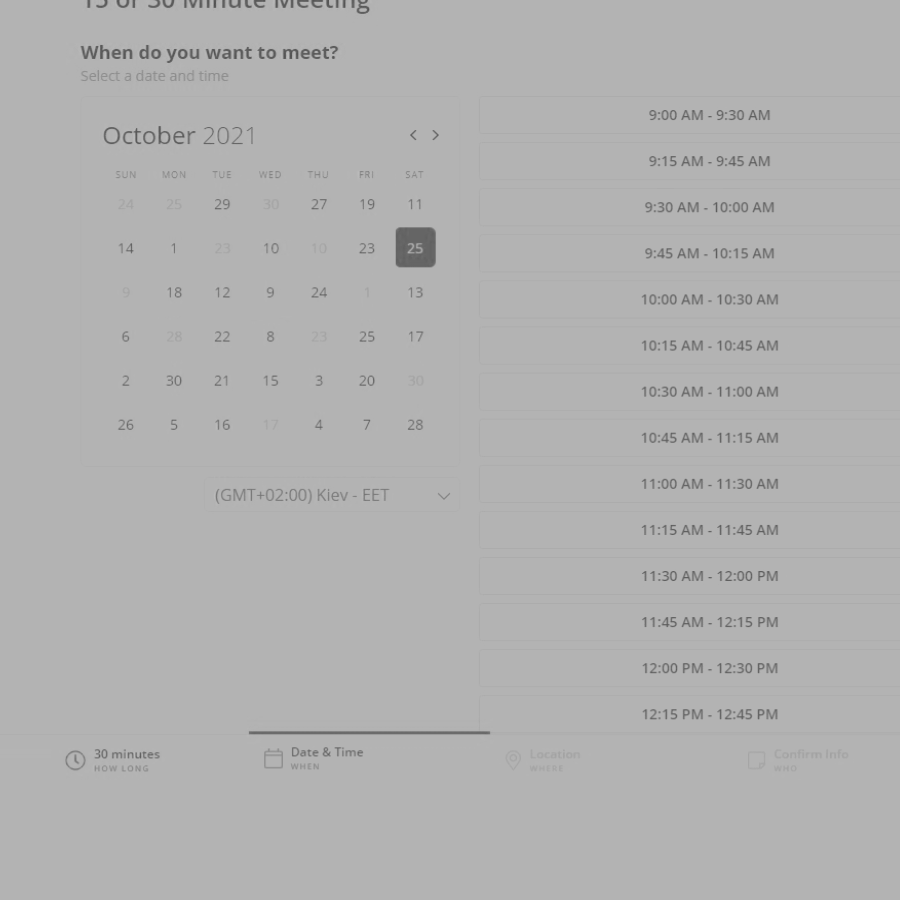 15 or 30 Minute Meeting
When do you want to meet?
Select a date and time
October 2021
SUN MON TUE WED THU FRI SAT
24 25 29 30 27 19 11
14 1 23 10 10 23 25
9 18 12 9 24 1 13
6 28 22 8 23 25 17
2 30 21 15 3 20 30
26 5 16 17 4 7 28
(GMT+02:00) Kiev - EET
9:00 AM - 9:30 AM
9:15 AM - 9:45 AM
9:30 AM - 10:00 AM
9:45 AM - 10:15 AM
10:00 AM - 10:30 AM
10:15 AM - 10:45 AM
10:30 AM - 11:00 AM
10:45 AM - 11:15 AM
11:00 AM - 11:30 AM
11:15 AM - 11:45 AM
11:30 AM - 12:00 PM
11:45 AM - 12:15 PM
12:00 PM - 12:30 PM
12:15 PM - 12:45 PM
30 minutes
HOW LONG
Date & Time
WHEN
Location
WHERE
Confirm Info
WHO